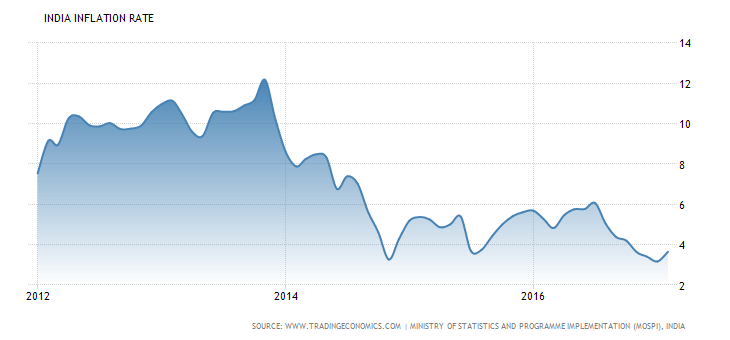 INDIA INFLATION RATE
14
12
10
8
6
4
2
2012 2014 2016
SOURCE: WWW.TRADINGECONOMICS.COM | MINISTRY OF STATISTICS AND PROGRAMME IMPLEMENTATION (MOSPI), INDIA